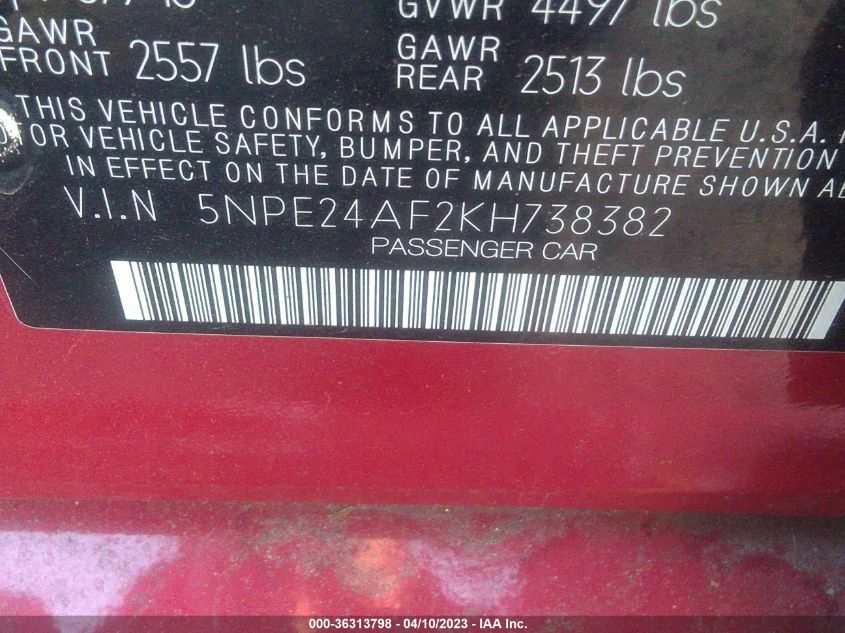 GVWR 4497 lbs
GAWR FRONT 2557 lbs
GAWR REAR 2513 lbs
THIS VEHICLE CONFORMS TO ALL APPLICABLE U.S.A.
OR VEHICLE SAFETY, BUMPER, AND THEFT PREVENTION
IN EFFECT ON THE DATE OF MANUFACTURE SHOWN
V.I.N 5NPE24AF2KH738382
PASSENGER CAR
000-36313798 - 04/10/2023 - IAA Inc.